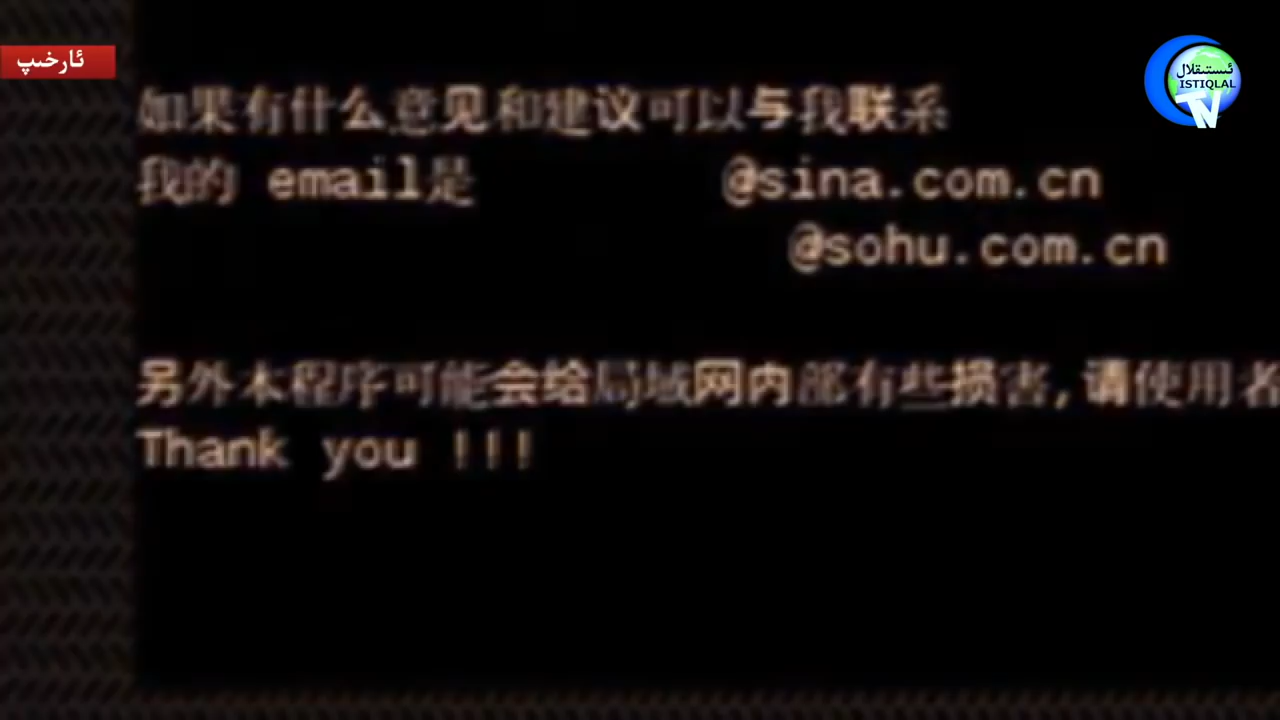 ئارخىپ
ئىستىقلال
ISTIQLAL
TV
如果有什么意见和建议可以与我联系
我的 email是 @sina.com.cn
@sohu.com.cn
另外本程序可能会给局域网内部有些损害,请使用者
Thank you !!!